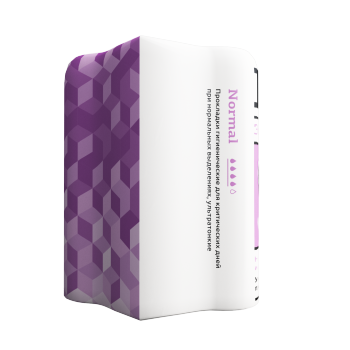 Normal
Прокладки гигиенические для критических дней
при нормальных выделениях, ультратонкие